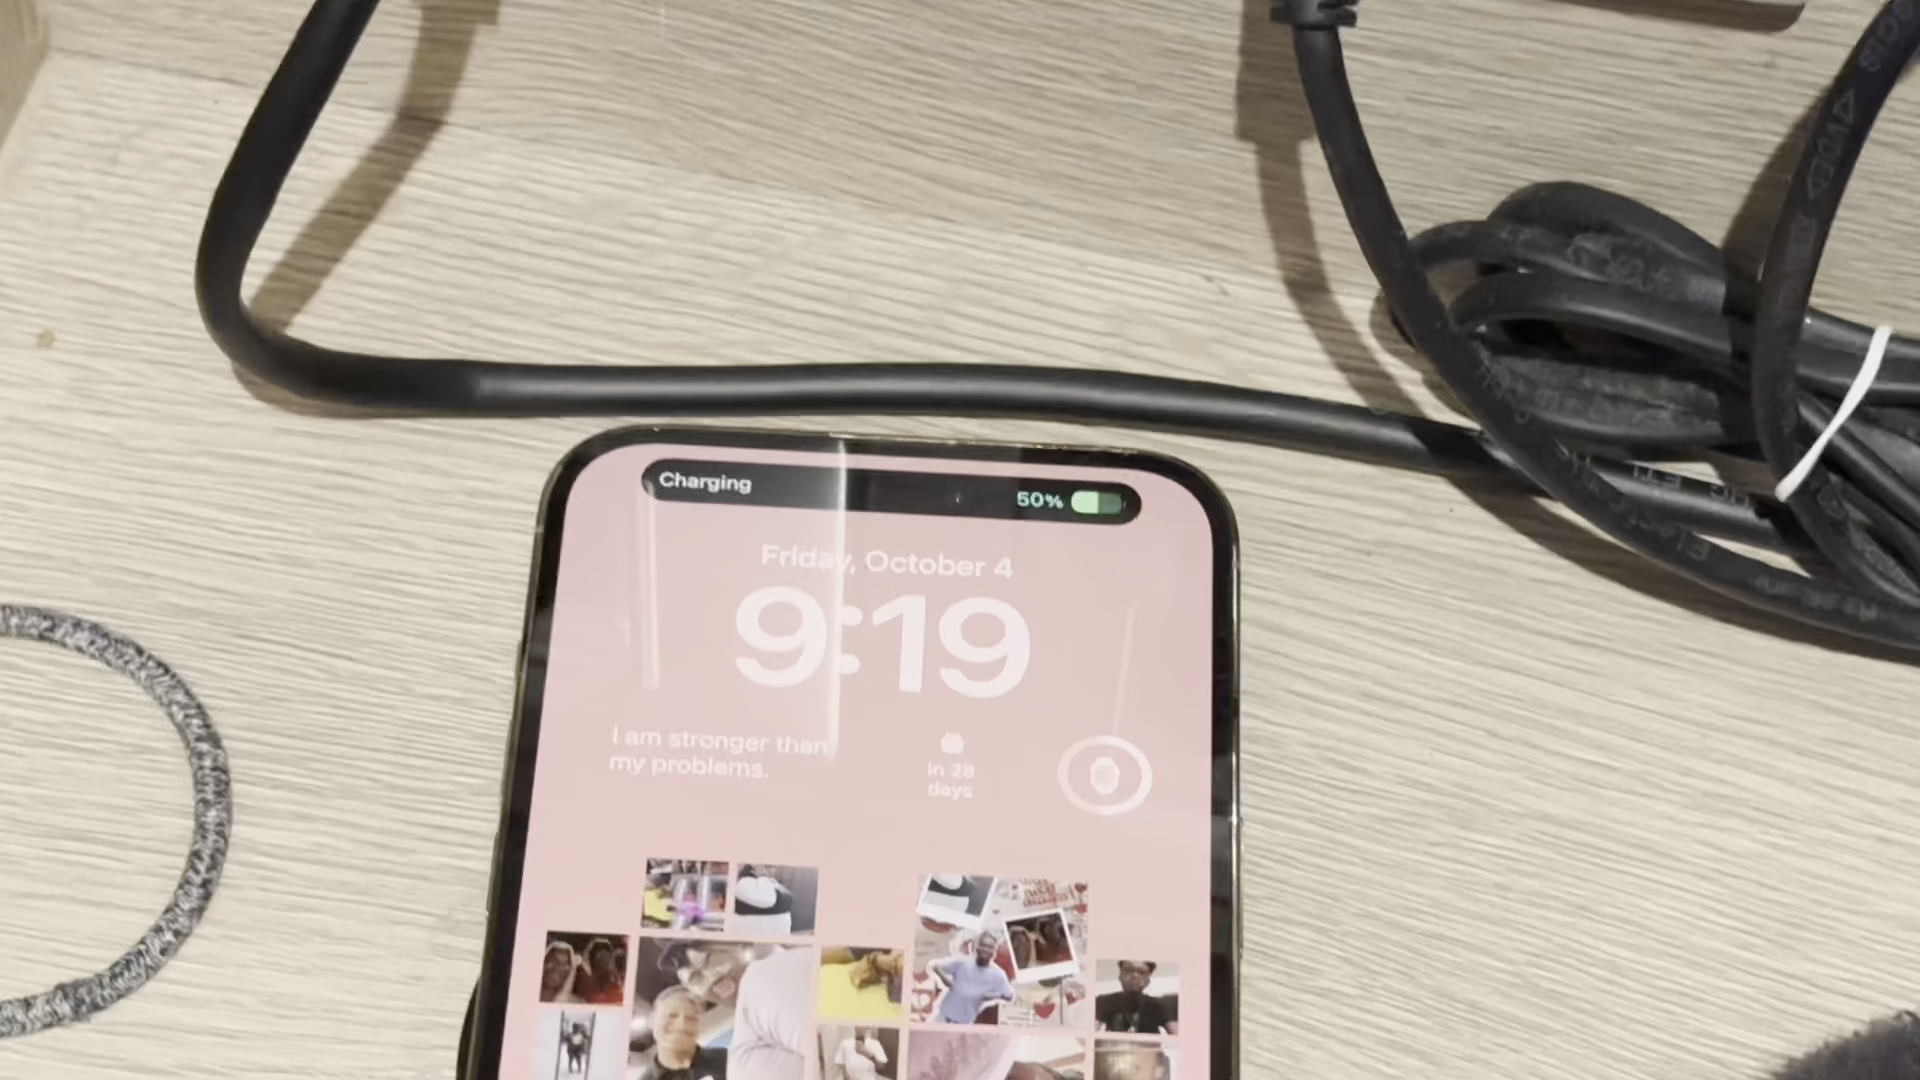 Charging
50%
Friday, October 4
9:19
I am stronger than
my problems.
in 28
days